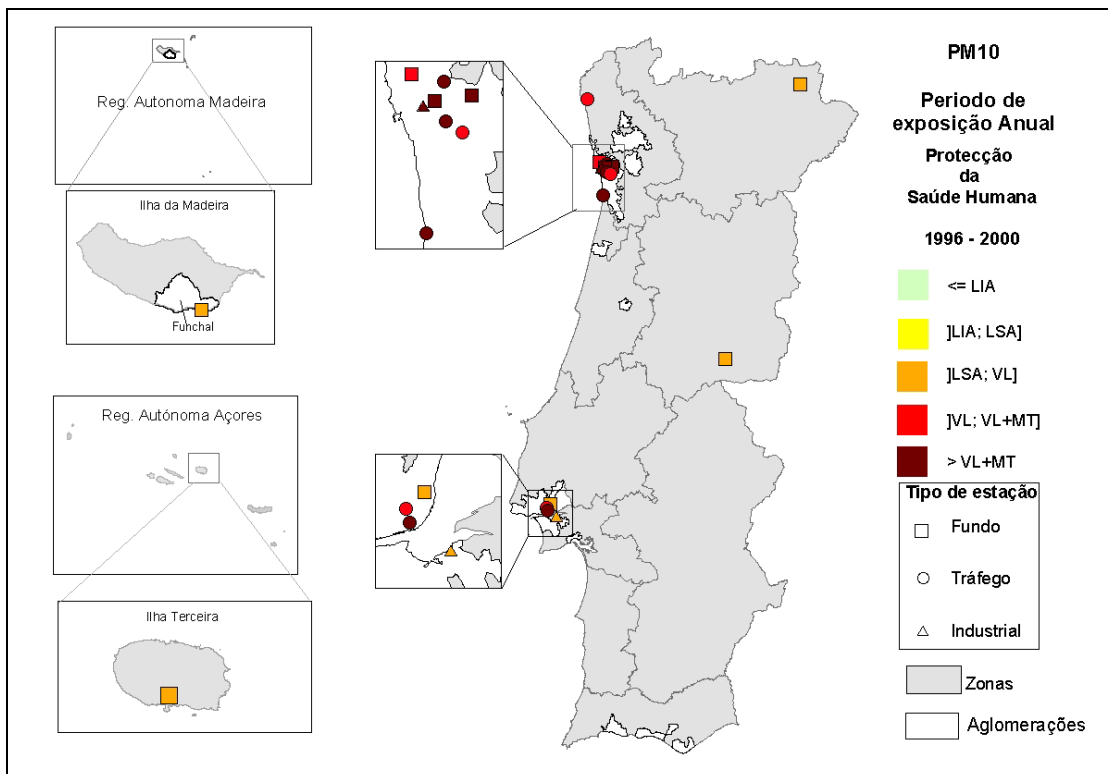 Reg. Autonoma Madeira
Ilha da Madeira
Funchal
Reg. Autónoma Açores
Ilha Terceira
PM10
Periodo de
exposição Anual
Protecção
da
Saúde Humana
1996 - 2000
<= LIA
]LIA; LSA]
]LSA; VL]
]VL; VL+MT]
> VL+MT
Tipo de estação
Fundo
Tráfego
Industrial
Zonas
Aglomerações